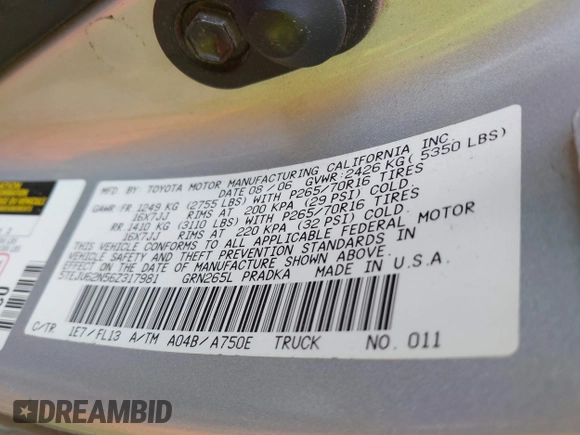 MFD. BY: TOYOTA MOTOR MANUFACTURING CALIFORNIA INC.
DATE 08/06 GVWR: 2426 KG( 5350 LBS)
GAWR:FR 1249 KG (2755 LBS) WITH P265/70R16 TIRES
16X7JJ RIMS AT 200 KPA (29 PSI) COLD.
RR 1410 KG (3110 LBS) WITH P265/70R16 TIRES
16X7JJ RIMS AT 220 KPA (32 PSI) COLD.
THIS VEHICLE CONFORMS TO ALL APPLICABLE FEDERAL MOTOR
VEHICLE SAFETY AND THEFT PREVENTION STANDARDS IN
EFFECT ON THE DATE OF MANUFACTURE SHOWN ABOVE.
5TEJU62N56Z317981 GRN265L PRADKA MADE IN U.S.A.
C/TR 1E7/FL13 A/TM A04B/A750E TRUCK NO. 011
DREAMBID